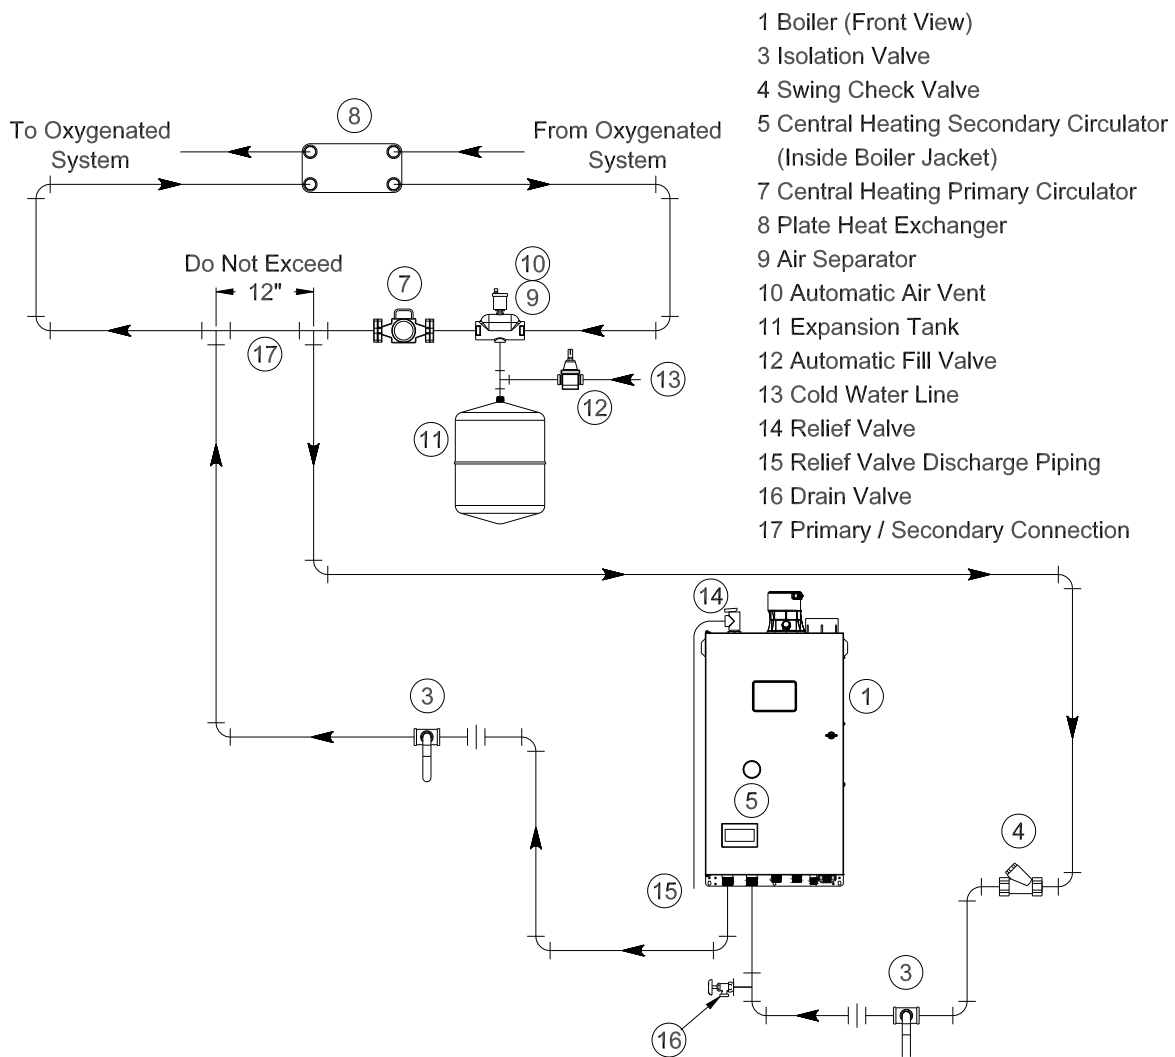 1 Boiler (Front View)
3 Isolation Valve
4 Swing Check Valve
5 Central Heating Secondary Circulator
(Inside Boiler Jacket)
7 Central Heating Primary Circulator
8 Plate Heat Exchanger
9 Air Separator
10 Automatic Air Vent
11 Expansion Tank
12 Automatic Fill Valve
13 Cold Water Line
14 Relief Valve
15 Relief Valve Discharge Piping
16 Drain Valve
17 Primary / Secondary Connection
8
To Oxygenated
System
From Oxygenated
System
Do Not Exceed
12"
7
10
9
17
13
12
11
14
3
1
5
4
15
3
16